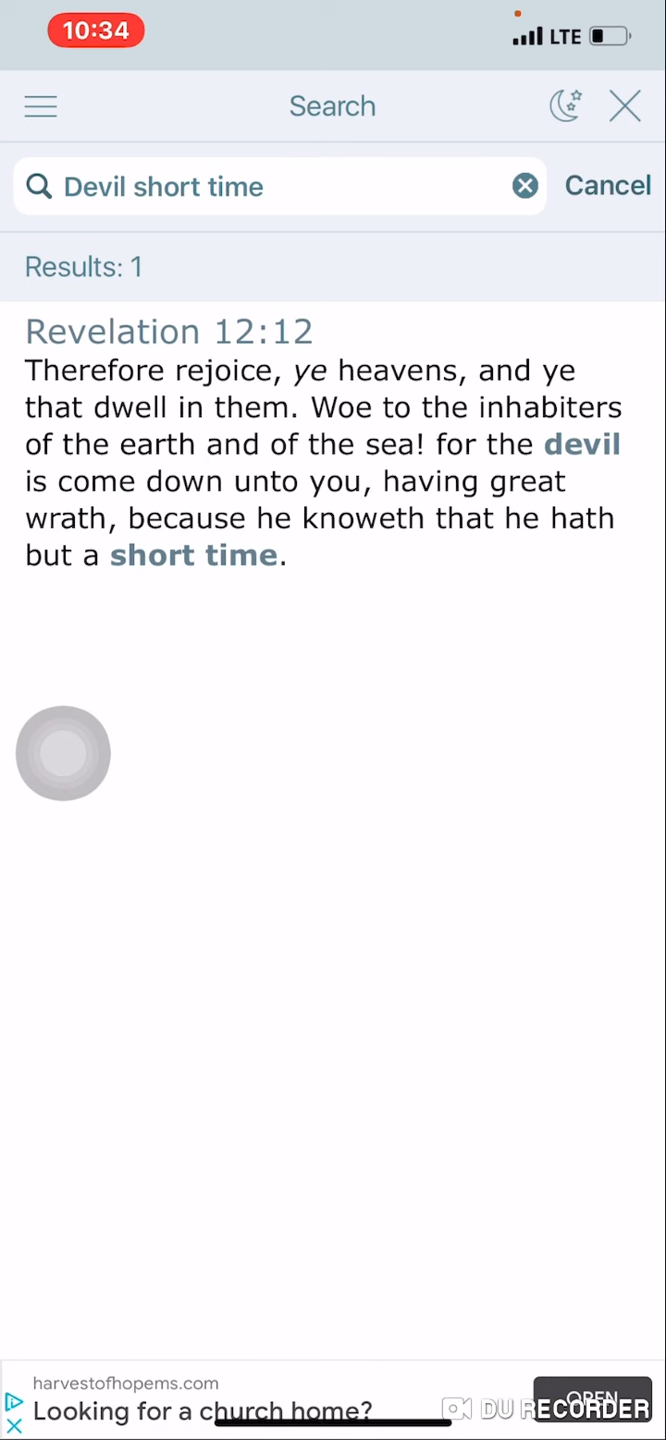 10:34
LTE
Search
Devil short time
Cancel
Results: 1
Revelation 12:12
Therefore rejoice, ye heavens, and ye
that dwell in them. Woe to the inhabiters
of the earth and of the sea! for the devil
is come down unto you, having great
wrath, because he knoweth that he hath
but a short time.
harvestofhopems.com
Looking for a church home?
OPEN
DU RECORDER